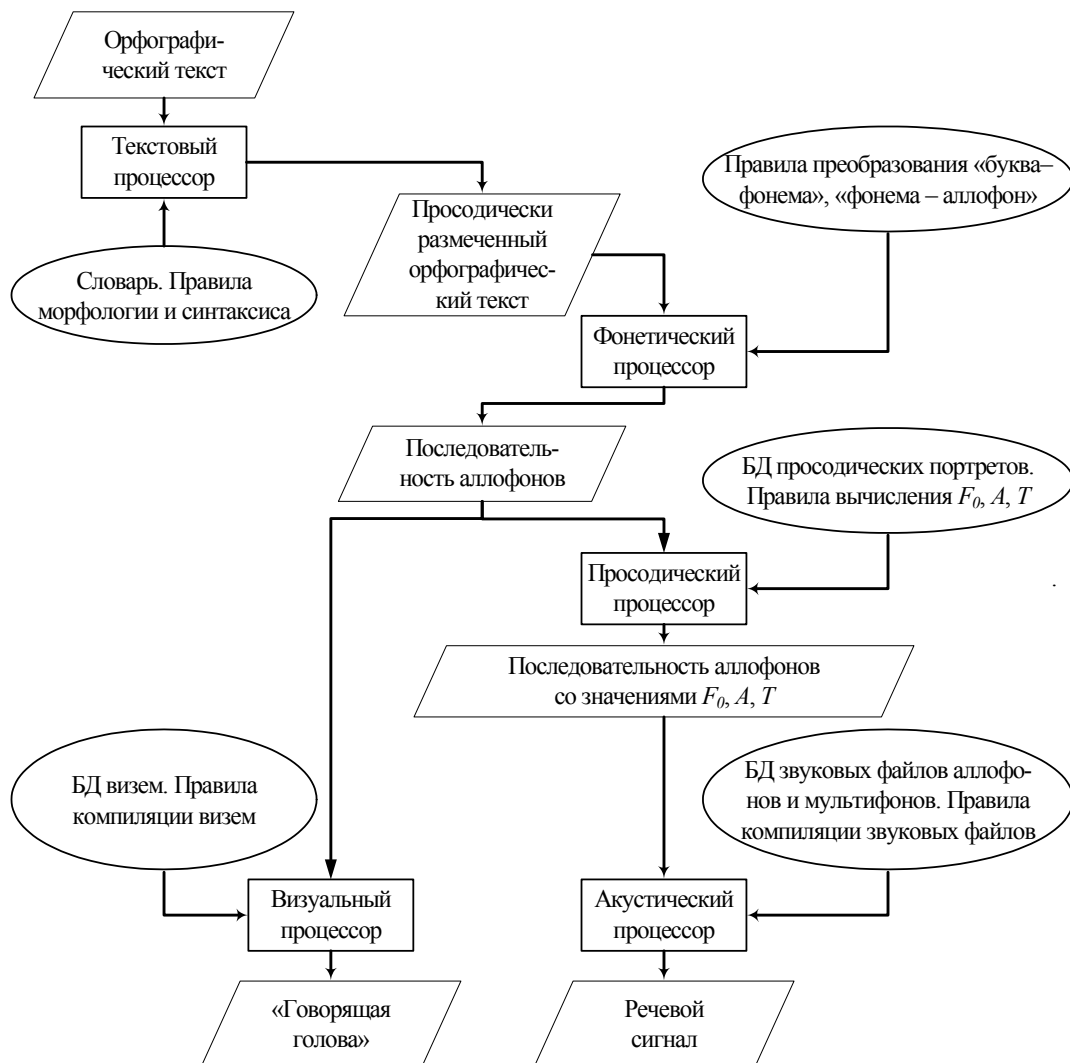 Орфографи-
ческий текст
Текстовый
процессор
Правила преобразования «буква–
фонема», «фонема – аллофон»
Просодически
размеченный
орфографичес-
кий текст
Словарь. Правила
морфологии и синтаксиса
Фонетический
процессор
Последователь-
ность аллофонов
БД просодических портретов.
Правила вычисления F₀, A, T
Просодический
процессор
Последовательность аллофонов
со значениями F₀, A, T
БД визем. Правила
компиляции визем
БД звуковых файлов аллофо-
нов и мультифонов. Правила
компиляции звуковых файлов
Визуальный
процессор
Акустический
процессор
«Говорящая
голова»
Речевой
сигнал